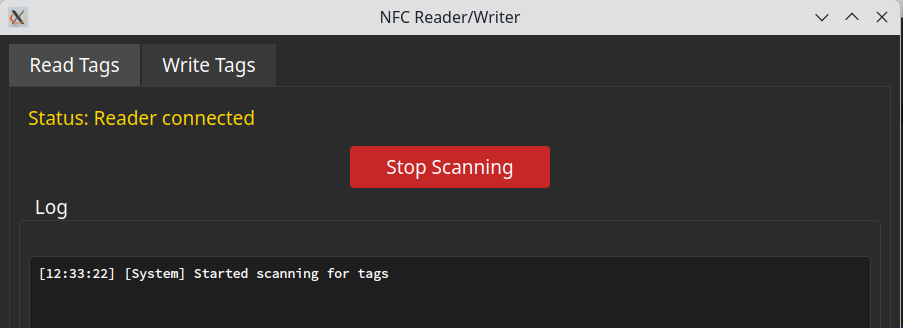 NFC Reader/Writer
Read Tags Write Tags
Status: Reader connected
Stop Scanning
Log
[12:33:22] [System] Started scanning for tags